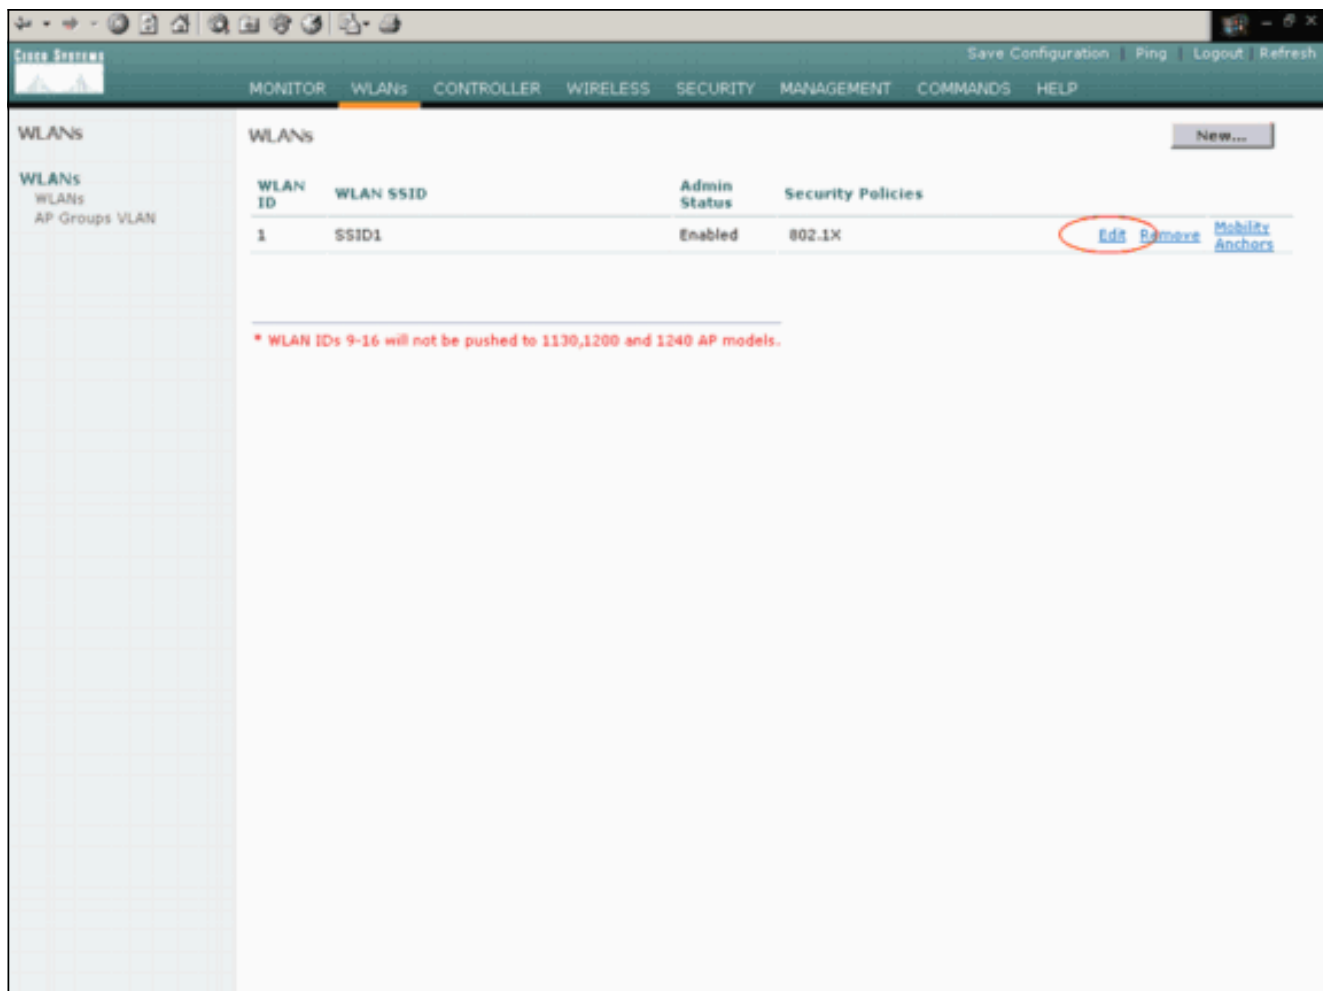 Save Configuration | Ping | Logout | Refresh
CISCO SYSTEMS
MONITOR WLANs CONTROLLER WIRELESS SECURITY MANAGEMENT COMMANDS HELP
WLANs
WLANs
WLANs
AP Groups VLAN
WLANs
New...
WLAN ID WLAN SSID Admin Status Security Policies
1 SSID1 Enabled 802.1X Edit Remove Mobility Anchors
* WLAN IDs 9-16 will not be pushed to 1130,1200 and 1240 AP models.